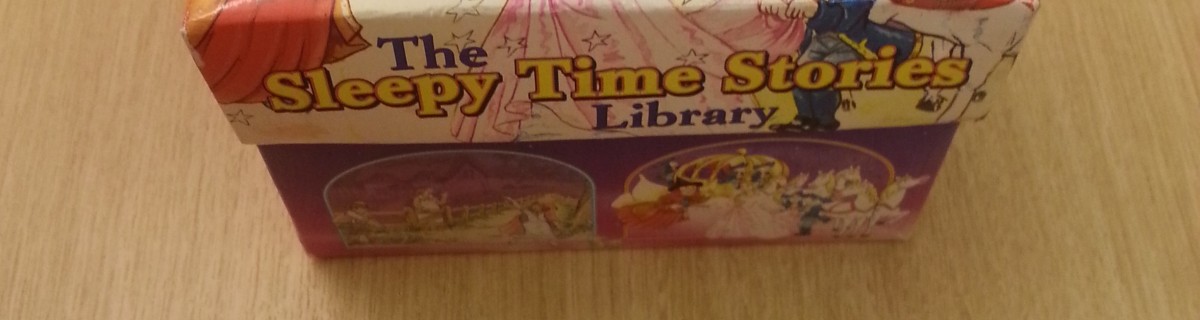 The
Sleepy Time Stories
Library